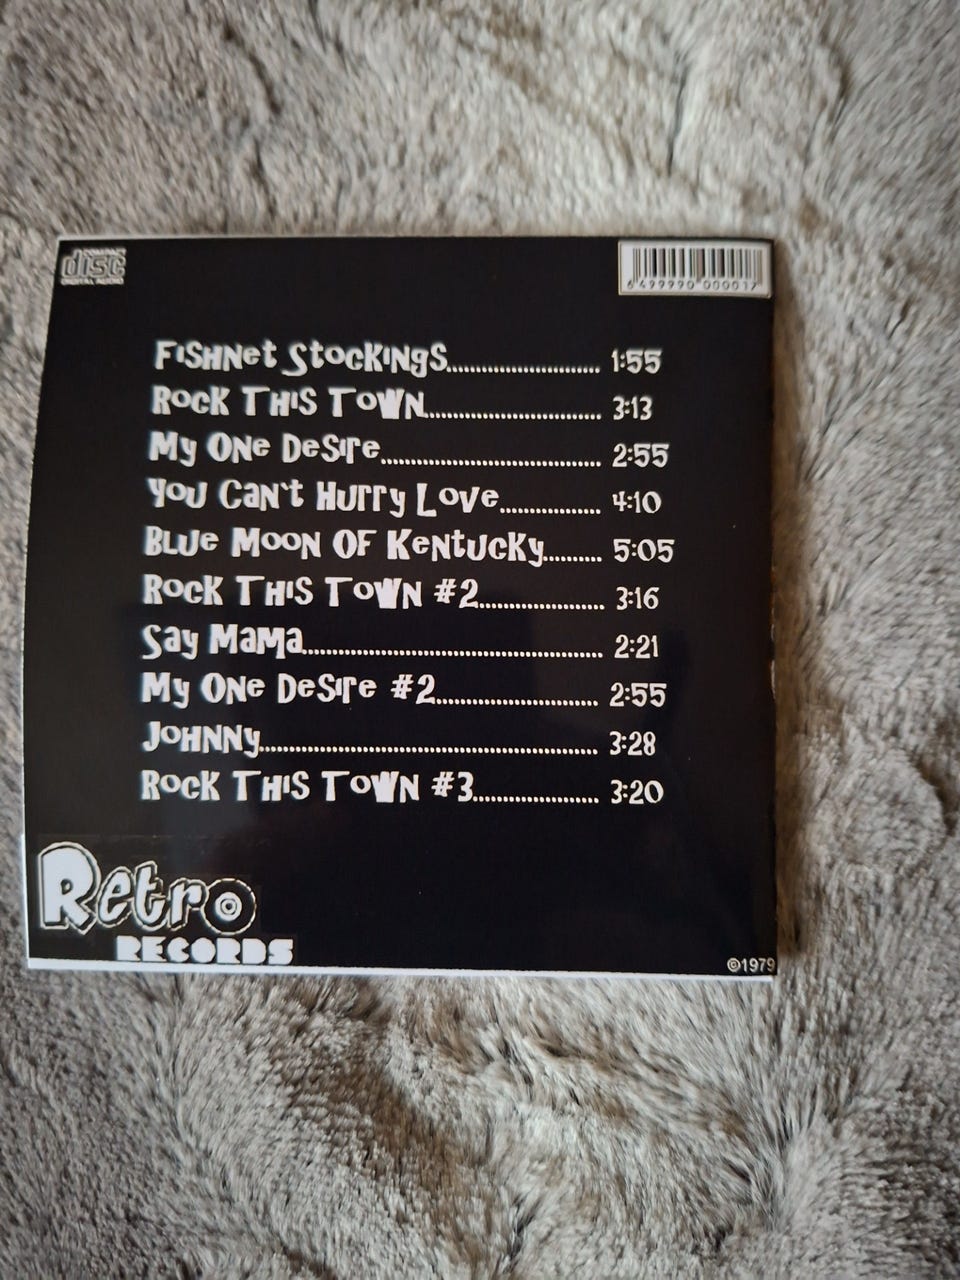 COMPACT
disc
DIGITAL AUDIO
6 499990 000017
Fishnet Stockings.......................... 1:55
Rock This Town.............................. 3:13
My One Desire..................................... 2:55
You Can't Hurry Love................. 4:10
Blue Moon Of Kentucky.......... 5:05
Rock This Town #2..................... 3:16
Say Mama.................................................. 2:21
My One Desire #2........................... 2:55
Johnny......................................................... 3:28
Rock This Town #3..................... 3:20
Retro
RECORDS
©1979